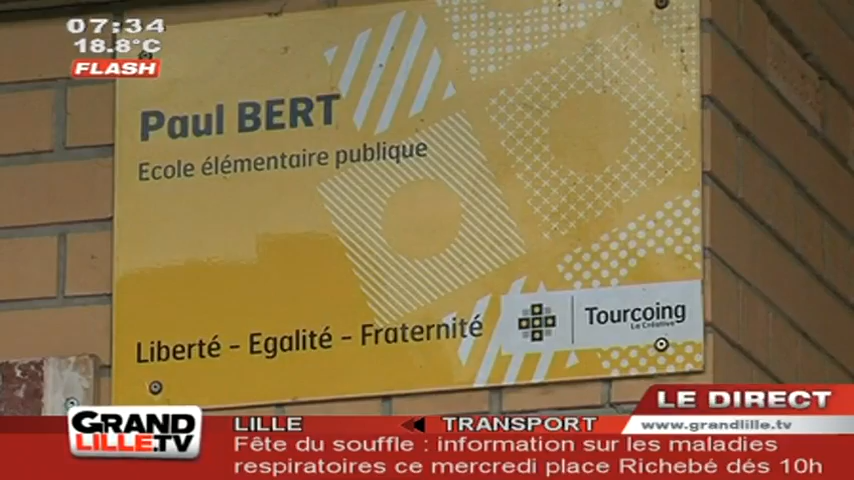 07:34
18.8°C
FLASH
Paul BERT
Ecole élémentaire publique
Liberté - Egalité - Fraternité
Tourcoing
La Créative
LE DIRECT
www.grandlille.tv
GRAND
LILLE.TV
LILLE
TRANSPORT
Fête du souffle : information sur les maladies
respiratoires ce mercredi place Richebé dés 10h